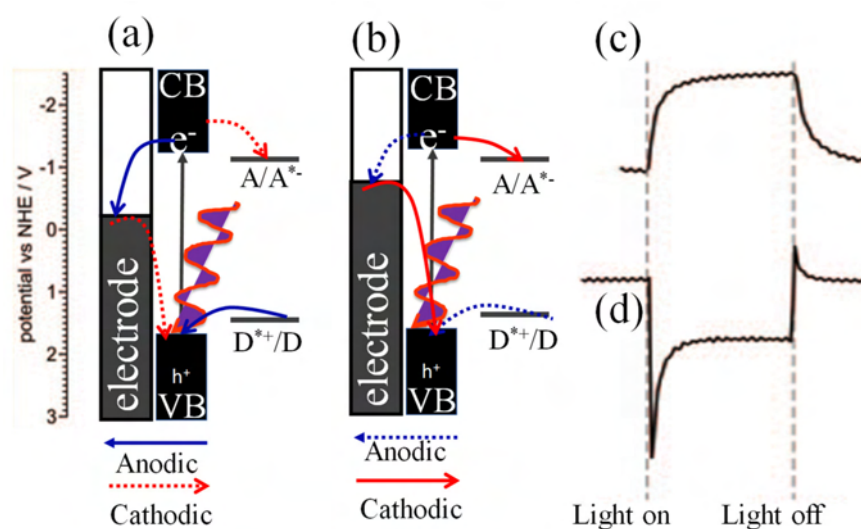 (a)
(b)
(c)
potential vs NHE / V
-2
-1
0
1
2
3
CB
e-
A/A*-
electrode
D*+/D
h+
VB
Anodic
Cathodic
CB
e-
A/A*-
electrode
D*+/D
h+
VB
Anodic
Cathodic
(d)
Light on
Light off